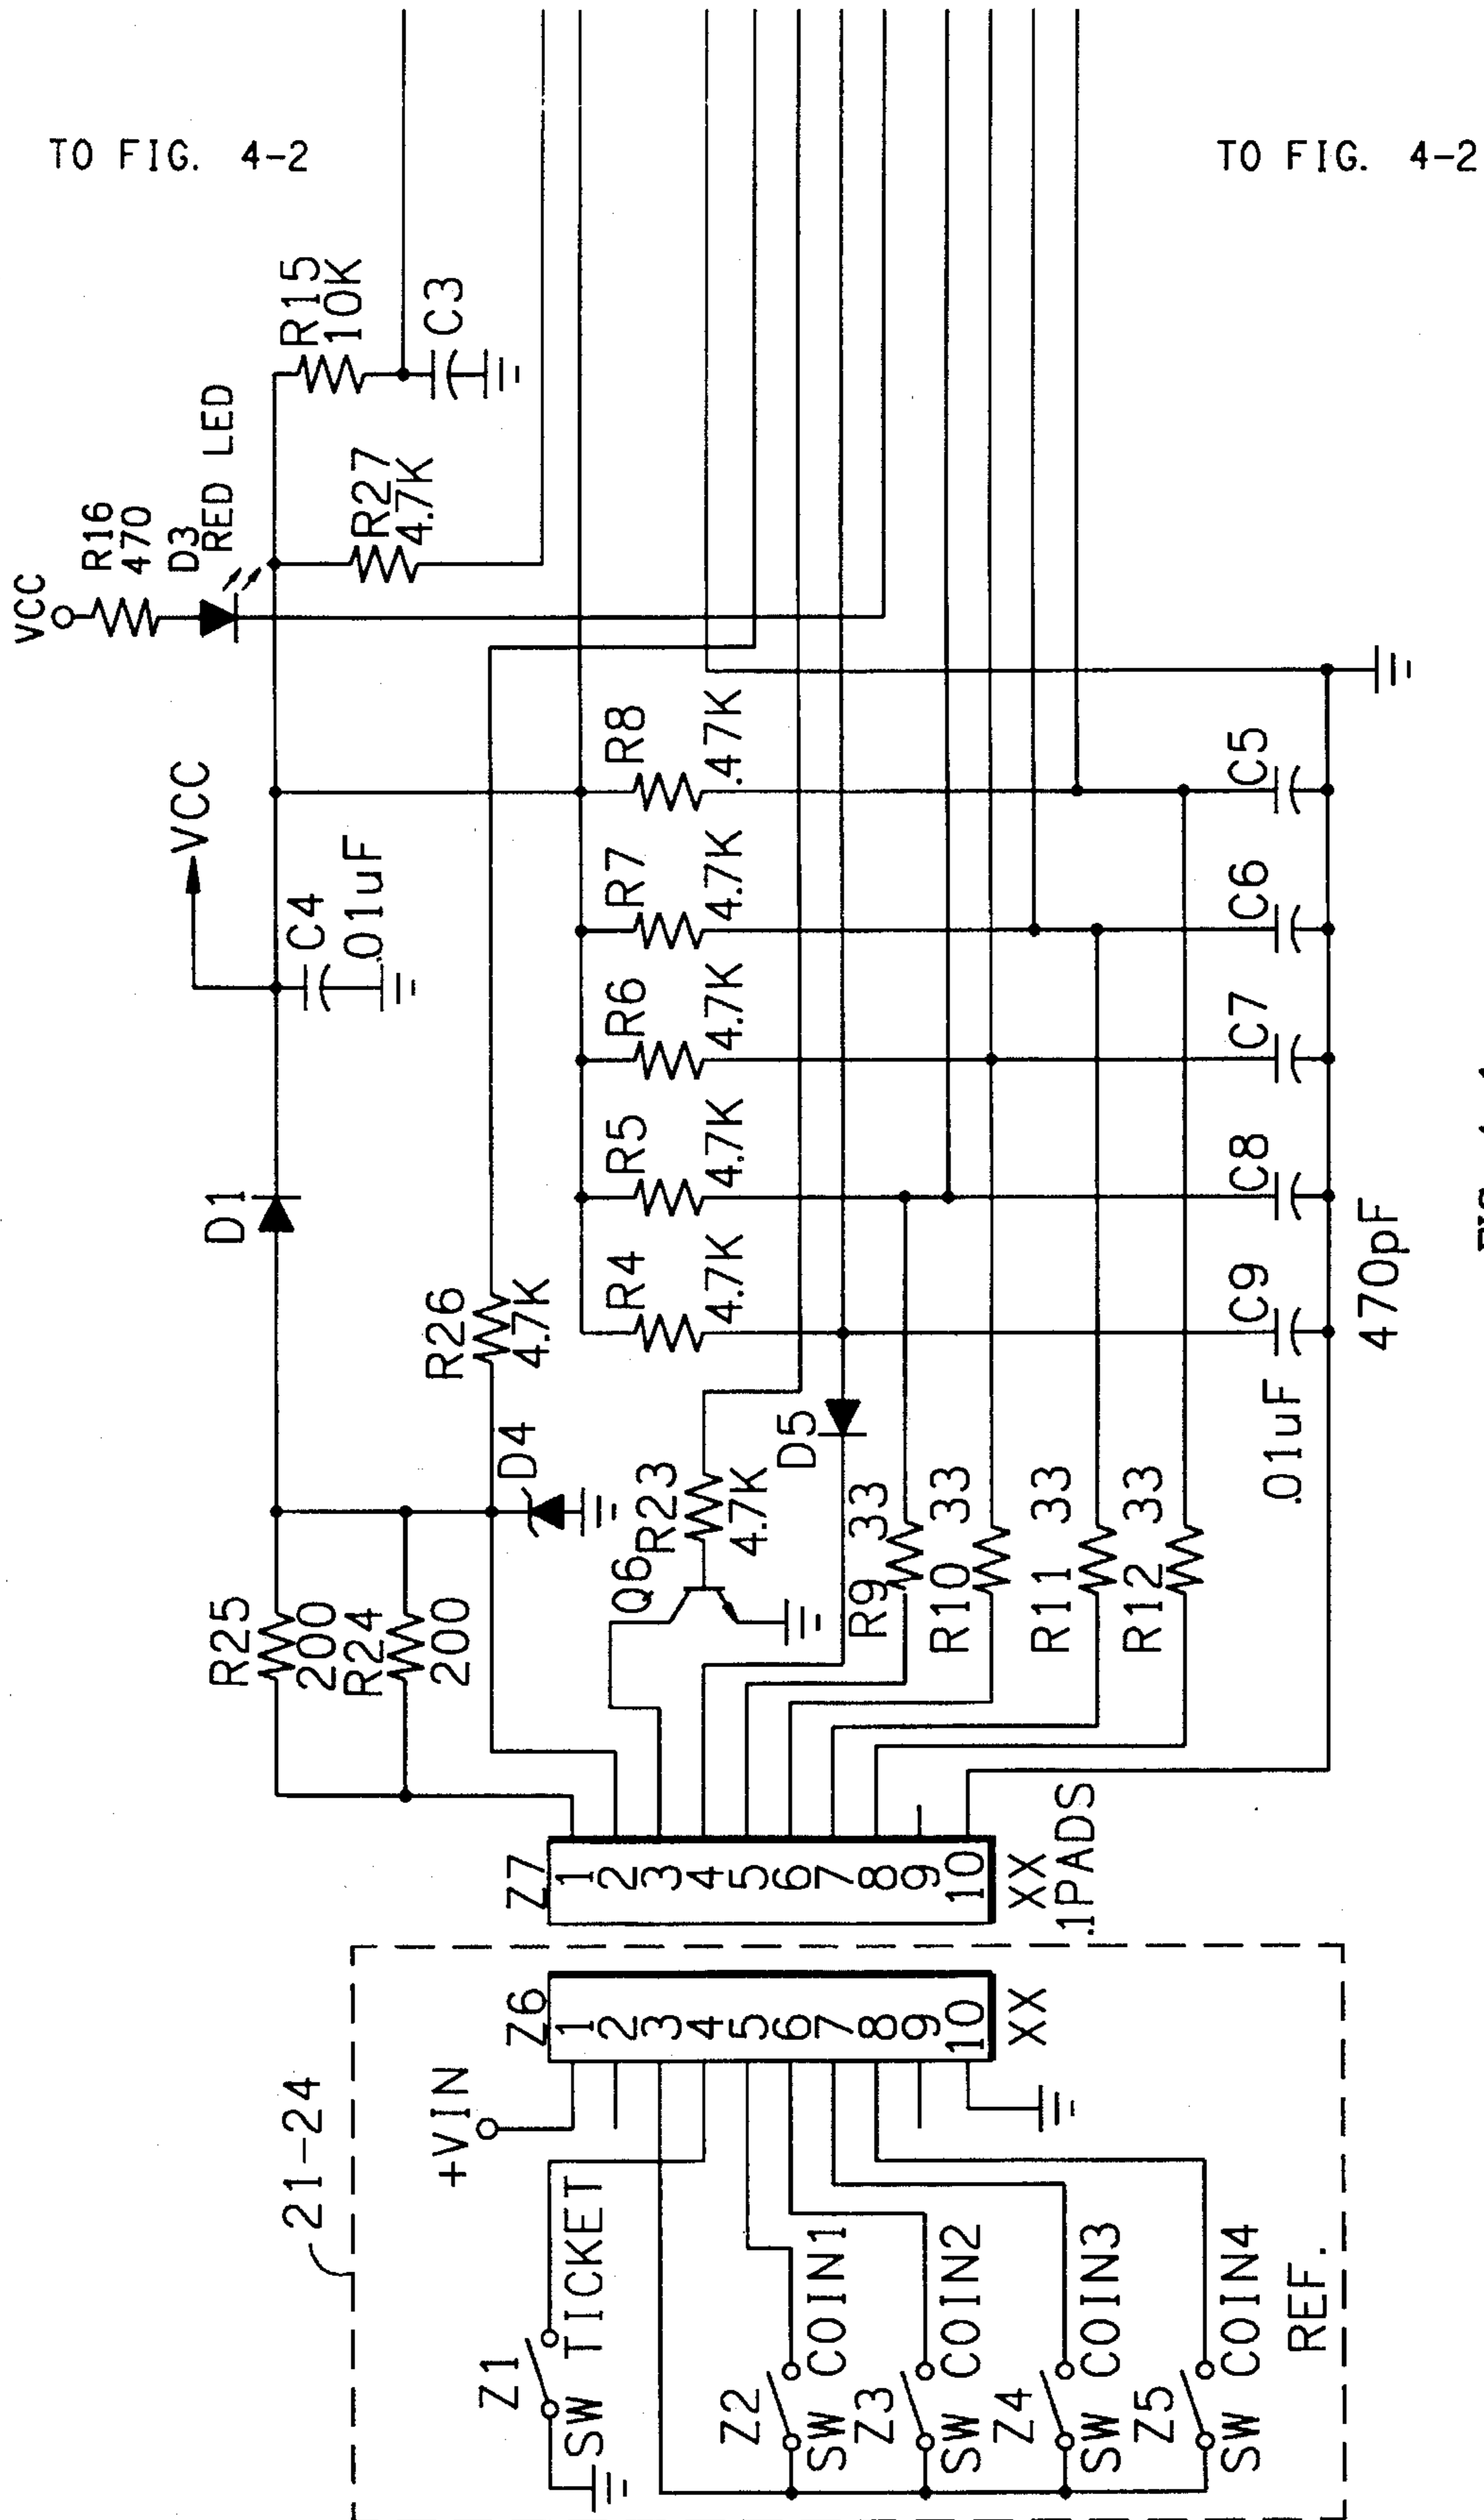 TO FIG. 4-2
TO FIG. 4-2
R15
10K
C3
RED LED
R27
4.7K
R16
470
D3
VCC
R8
.47K
VCC
C5
R7
4.7K
C4
.01uF
C6
R6
4.7K
C7
R5
4.7K
C8
D1
R4
4.7K
C9
470pF
R26
4.7K
D4
D5
.01uF
R23
4.7K
Q6
R9 33
R10 33
R11 33
R12 33
R25
200
R24
200
Z7
1
2
3
4
5
6
7
8
9
10
XX
.1PADS
Z6
1
2
3
4
5
6
7
8
9
10
XX
+VIN
21-24
Z1
SW TICKET
Z2
SW COIN1
Z3
SW COIN2
Z4
SW COIN3
Z5
SW COIN4
REF.